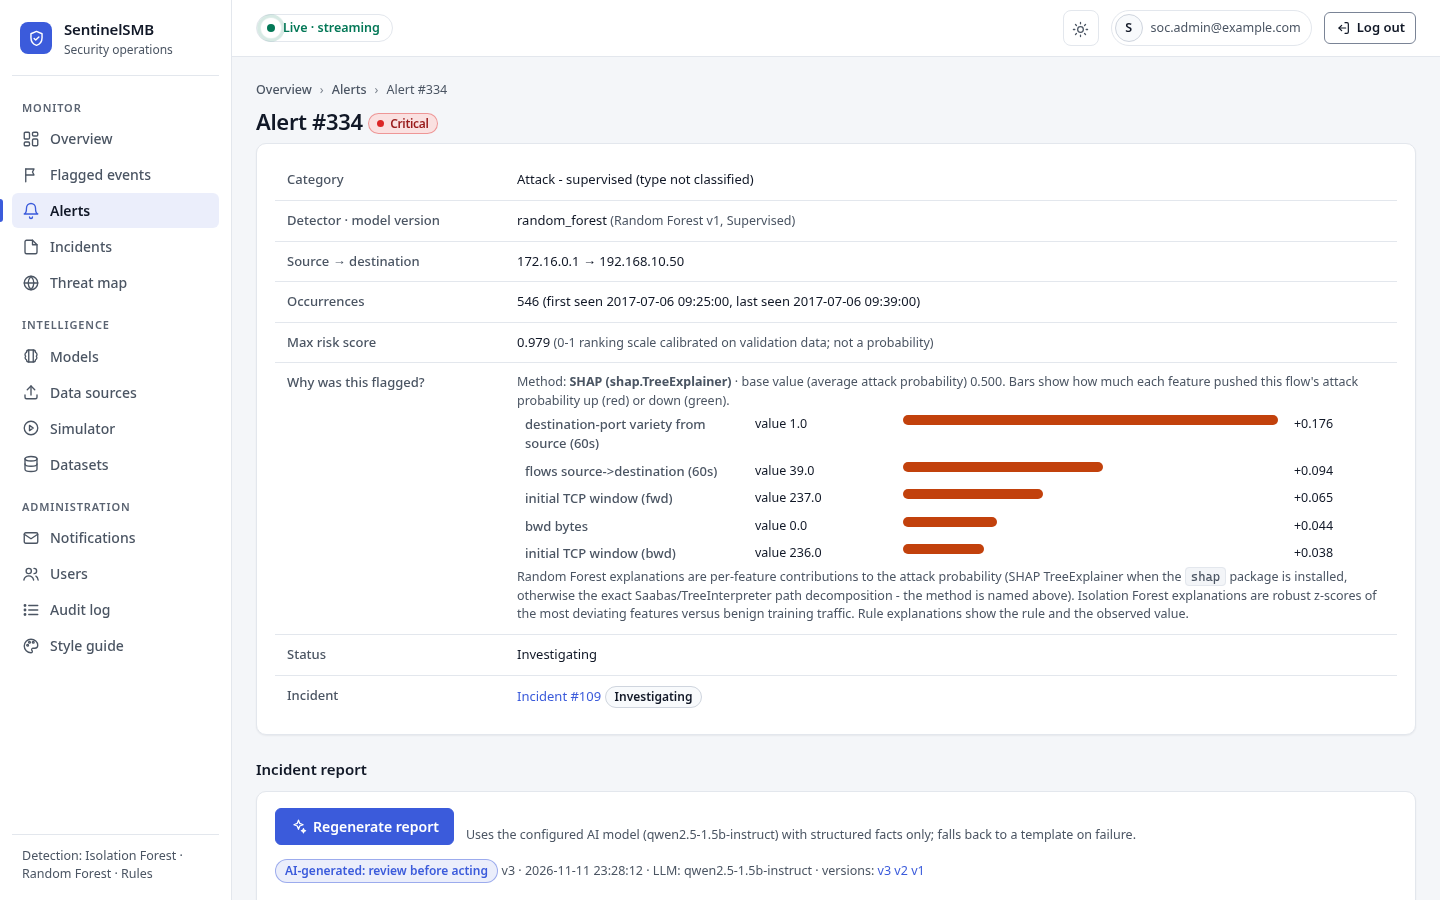 SentinelSMB
Security operations
MONITOR
Overview
Flagged events
Alerts
Incidents
Threat map
INTELLIGENCE
Models
Data sources
Simulator
Datasets
ADMINISTRATION
Notifications
Users
Audit log
Style guide
Detection: Isolation Forest ·
Random Forest · Rules
Live · streaming
S soc.admin@example.com
Log out
Overview › Alerts › Alert #334
Alert #334 Critical
Category Attack - supervised (type not classified)
Detector · model version random_forest (Random Forest v1, Supervised)
Source → destination 172.16.0.1 → 192.168.10.50
Occurrences 546 (first seen 2017-07-06 09:25:00, last seen 2017-07-06 09:39:00)
Max risk score 0.979 (0-1 ranking scale calibrated on validation data; not a probability)
Why was this flagged? Method: SHAP (shap.TreeExplainer) · base value (average attack probability) 0.500. Bars show how much each feature pushed this flow's attack
probability up (red) or down (green).
destination-port variety from value 1.0 +0.176
source (60s)
flows source->destination (60s) value 39.0 +0.094
initial TCP window (fwd) value 237.0 +0.065
bwd bytes value 0.0 +0.044
initial TCP window (bwd) value 236.0 +0.038
Random Forest explanations are per-feature contributions to the attack probability (SHAP TreeExplainer when the shap package is installed,
otherwise the exact Saabas/TreeInterpreter path decomposition - the method is named above). Isolation Forest explanations are robust z-scores of
the most deviating features versus benign training traffic. Rule explanations show the rule and the observed value.
Status Investigating
Incident Incident #109 Investigating
Incident report
Regenerate report Uses the configured AI model (qwen2.5-1.5b-instruct) with structured facts only; falls back to a template on failure.
AI-generated: review before acting v3 · 2026-11-11 23:28:12 · LLM: qwen2.5-1.5b-instruct · versions: v3 v2 v1